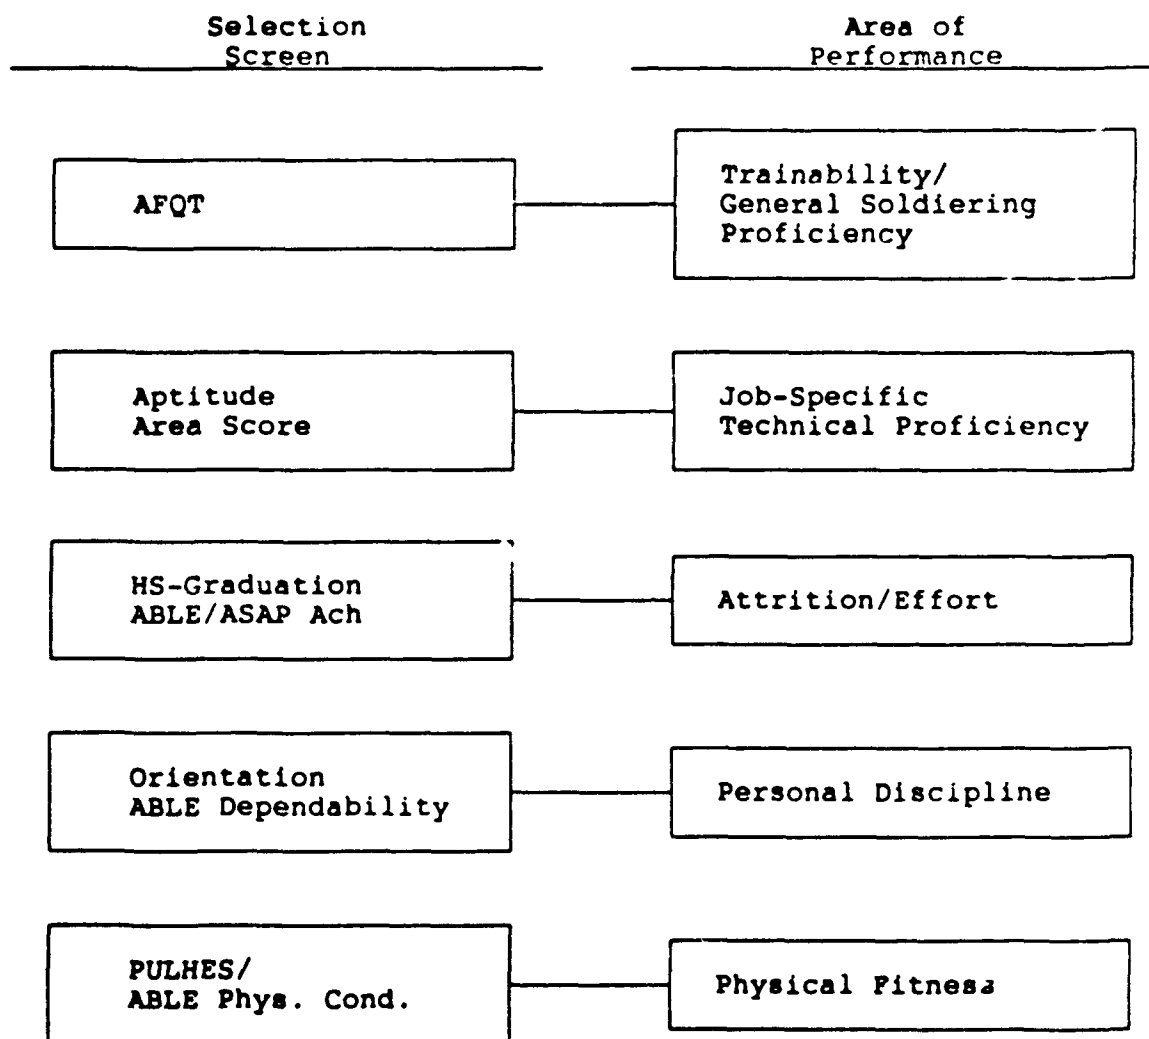 Selection
Screen
Area of
Performance
AFQT
Trainability/
General Soldiering
Proficiency
Aptitude
Area Score
Job-Specific
Technical Proficiency
HS-Graduation
ABLE/ASAP Ach
Attrition/Effort
Orientation
ABLE Dependability
Personal Discipline
PULHES/
ABLE Phys. Cond.
Physical Fitness